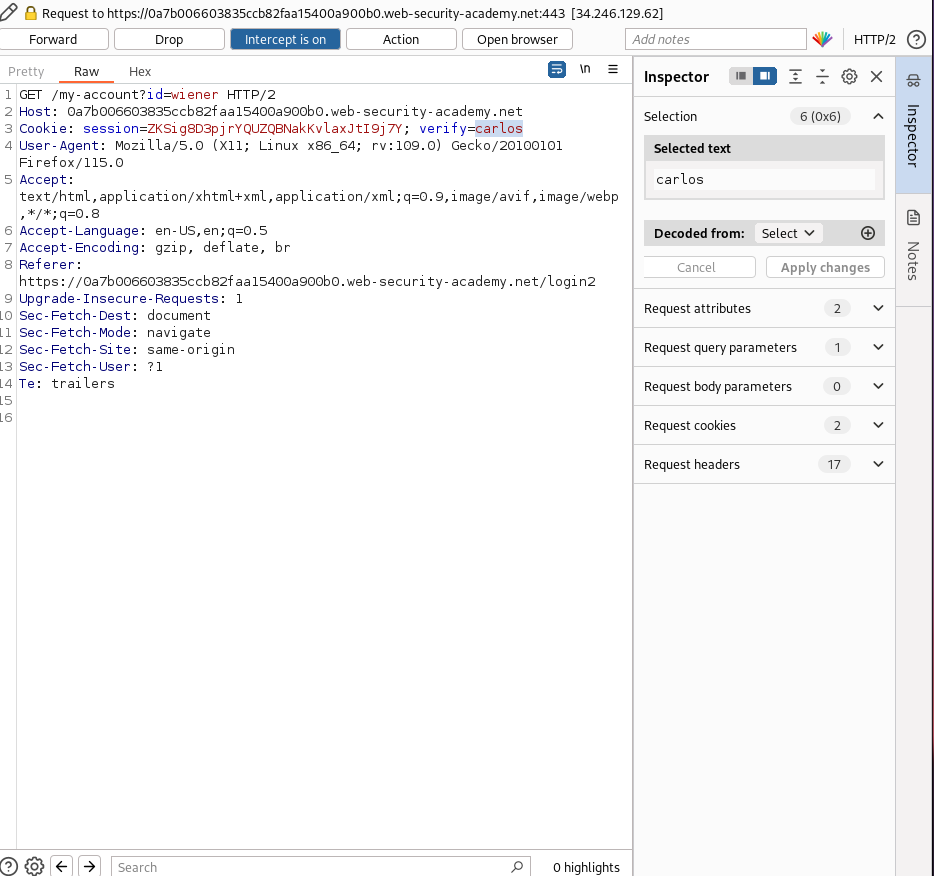 Request to https://0a7b006603835ccb82faa15400a900b0.web-security-academy.net:443 [34.246.129.62]
Forward Drop Intercept is on Action Open browser Add notes HTTP/2 ?
Pretty Raw Hex \n
1 GET /my-account?id=wiener HTTP/2
2 Host: 0a7b006603835ccb82faa15400a900b0.web-security-academy.net
3 Cookie: session=ZKSig8D3pjrYQUZQBNakKvlaxJtI9j7Y; verify=carlos
4 User-Agent: Mozilla/5.0 (X11; Linux x86_64; rv:109.0) Gecko/20100101
Firefox/115.0
5 Accept:
text/html,application/xhtml+xml,application/xml;q=0.9,image/avif,image/webp
,*/*;q=0.8
6 Accept-Language: en-US,en;q=0.5
7 Accept-Encoding: gzip, deflate, br
8 Referer:
https://0a7b006603835ccb82faa15400a900b0.web-security-academy.net/login2
9 Upgrade-Insecure-Requests: 1
10 Sec-Fetch-Dest: document
11 Sec-Fetch-Mode: navigate
12 Sec-Fetch-Site: same-origin
13 Sec-Fetch-User: ?1
14 Te: trailers
15
16
? Search 0 highlights
Inspector
Selection 6 (0x6)
Selected text
carlos
Decoded from: Select
Cancel Apply changes
Request attributes 2
Request query parameters 1
Request body parameters 0
Request cookies 2
Request headers 17
Inspector
Notes